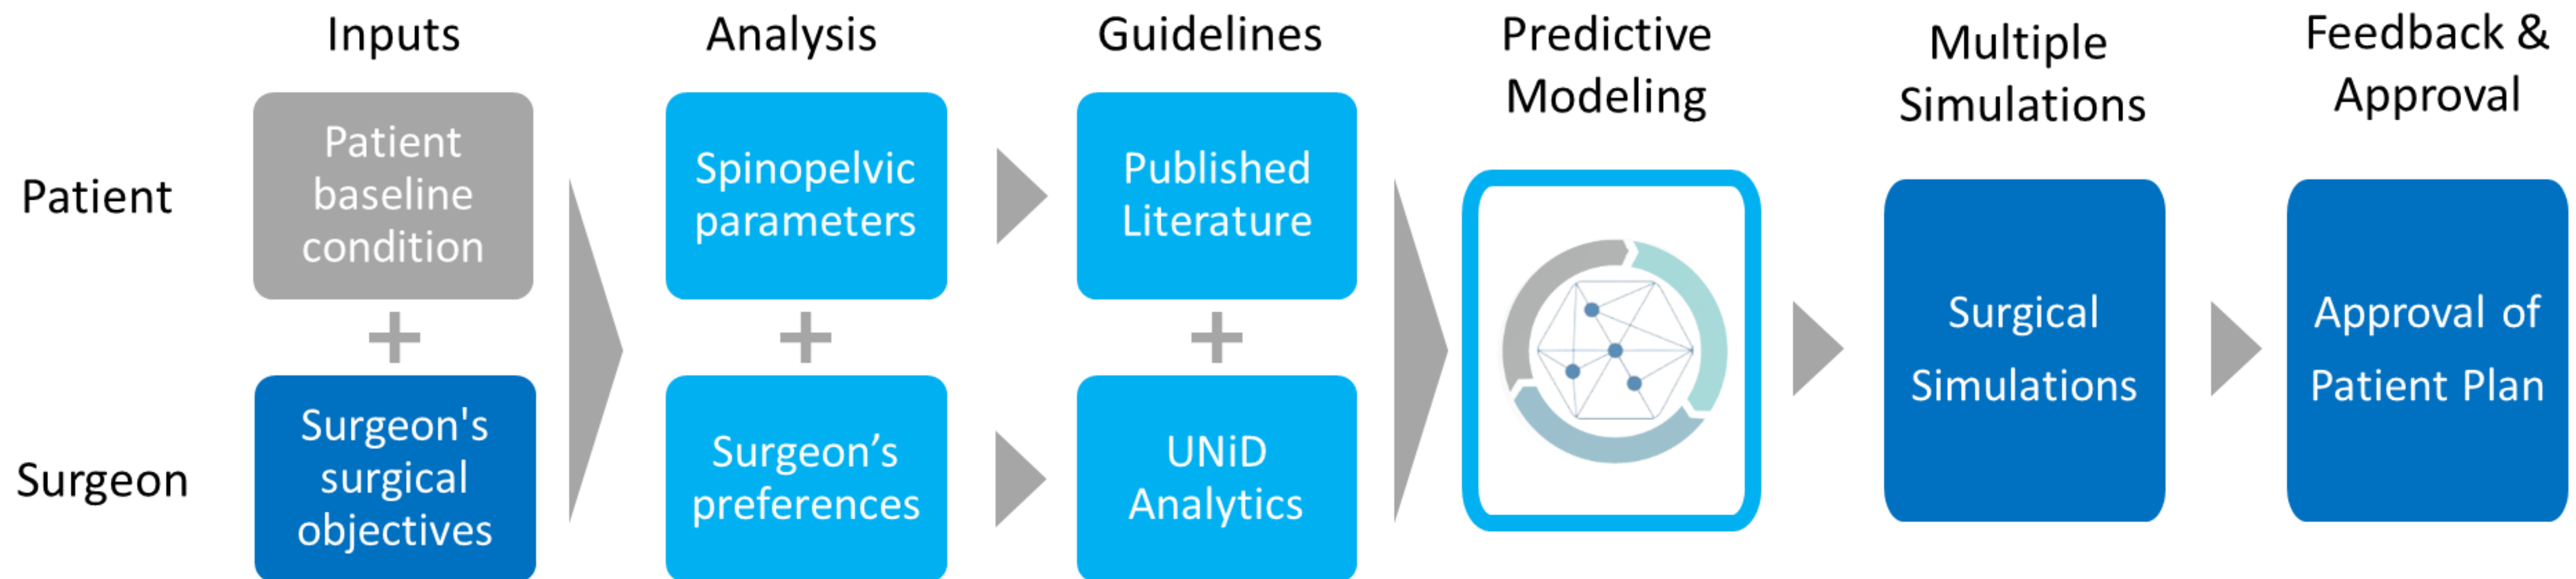 Inputs
Analysis
Guidelines
Predictive
Modeling
Multiple
Simulations
Feedback &
Approval
Patient
Patient
baseline
condition
Spinopelvic
parameters
Published
Literature
Surgeon
Surgeon's
surgical
objectives
Surgeon’s
preferences
UNiD
Analytics
Surgical
Simulations
Approval of
Patient Plan